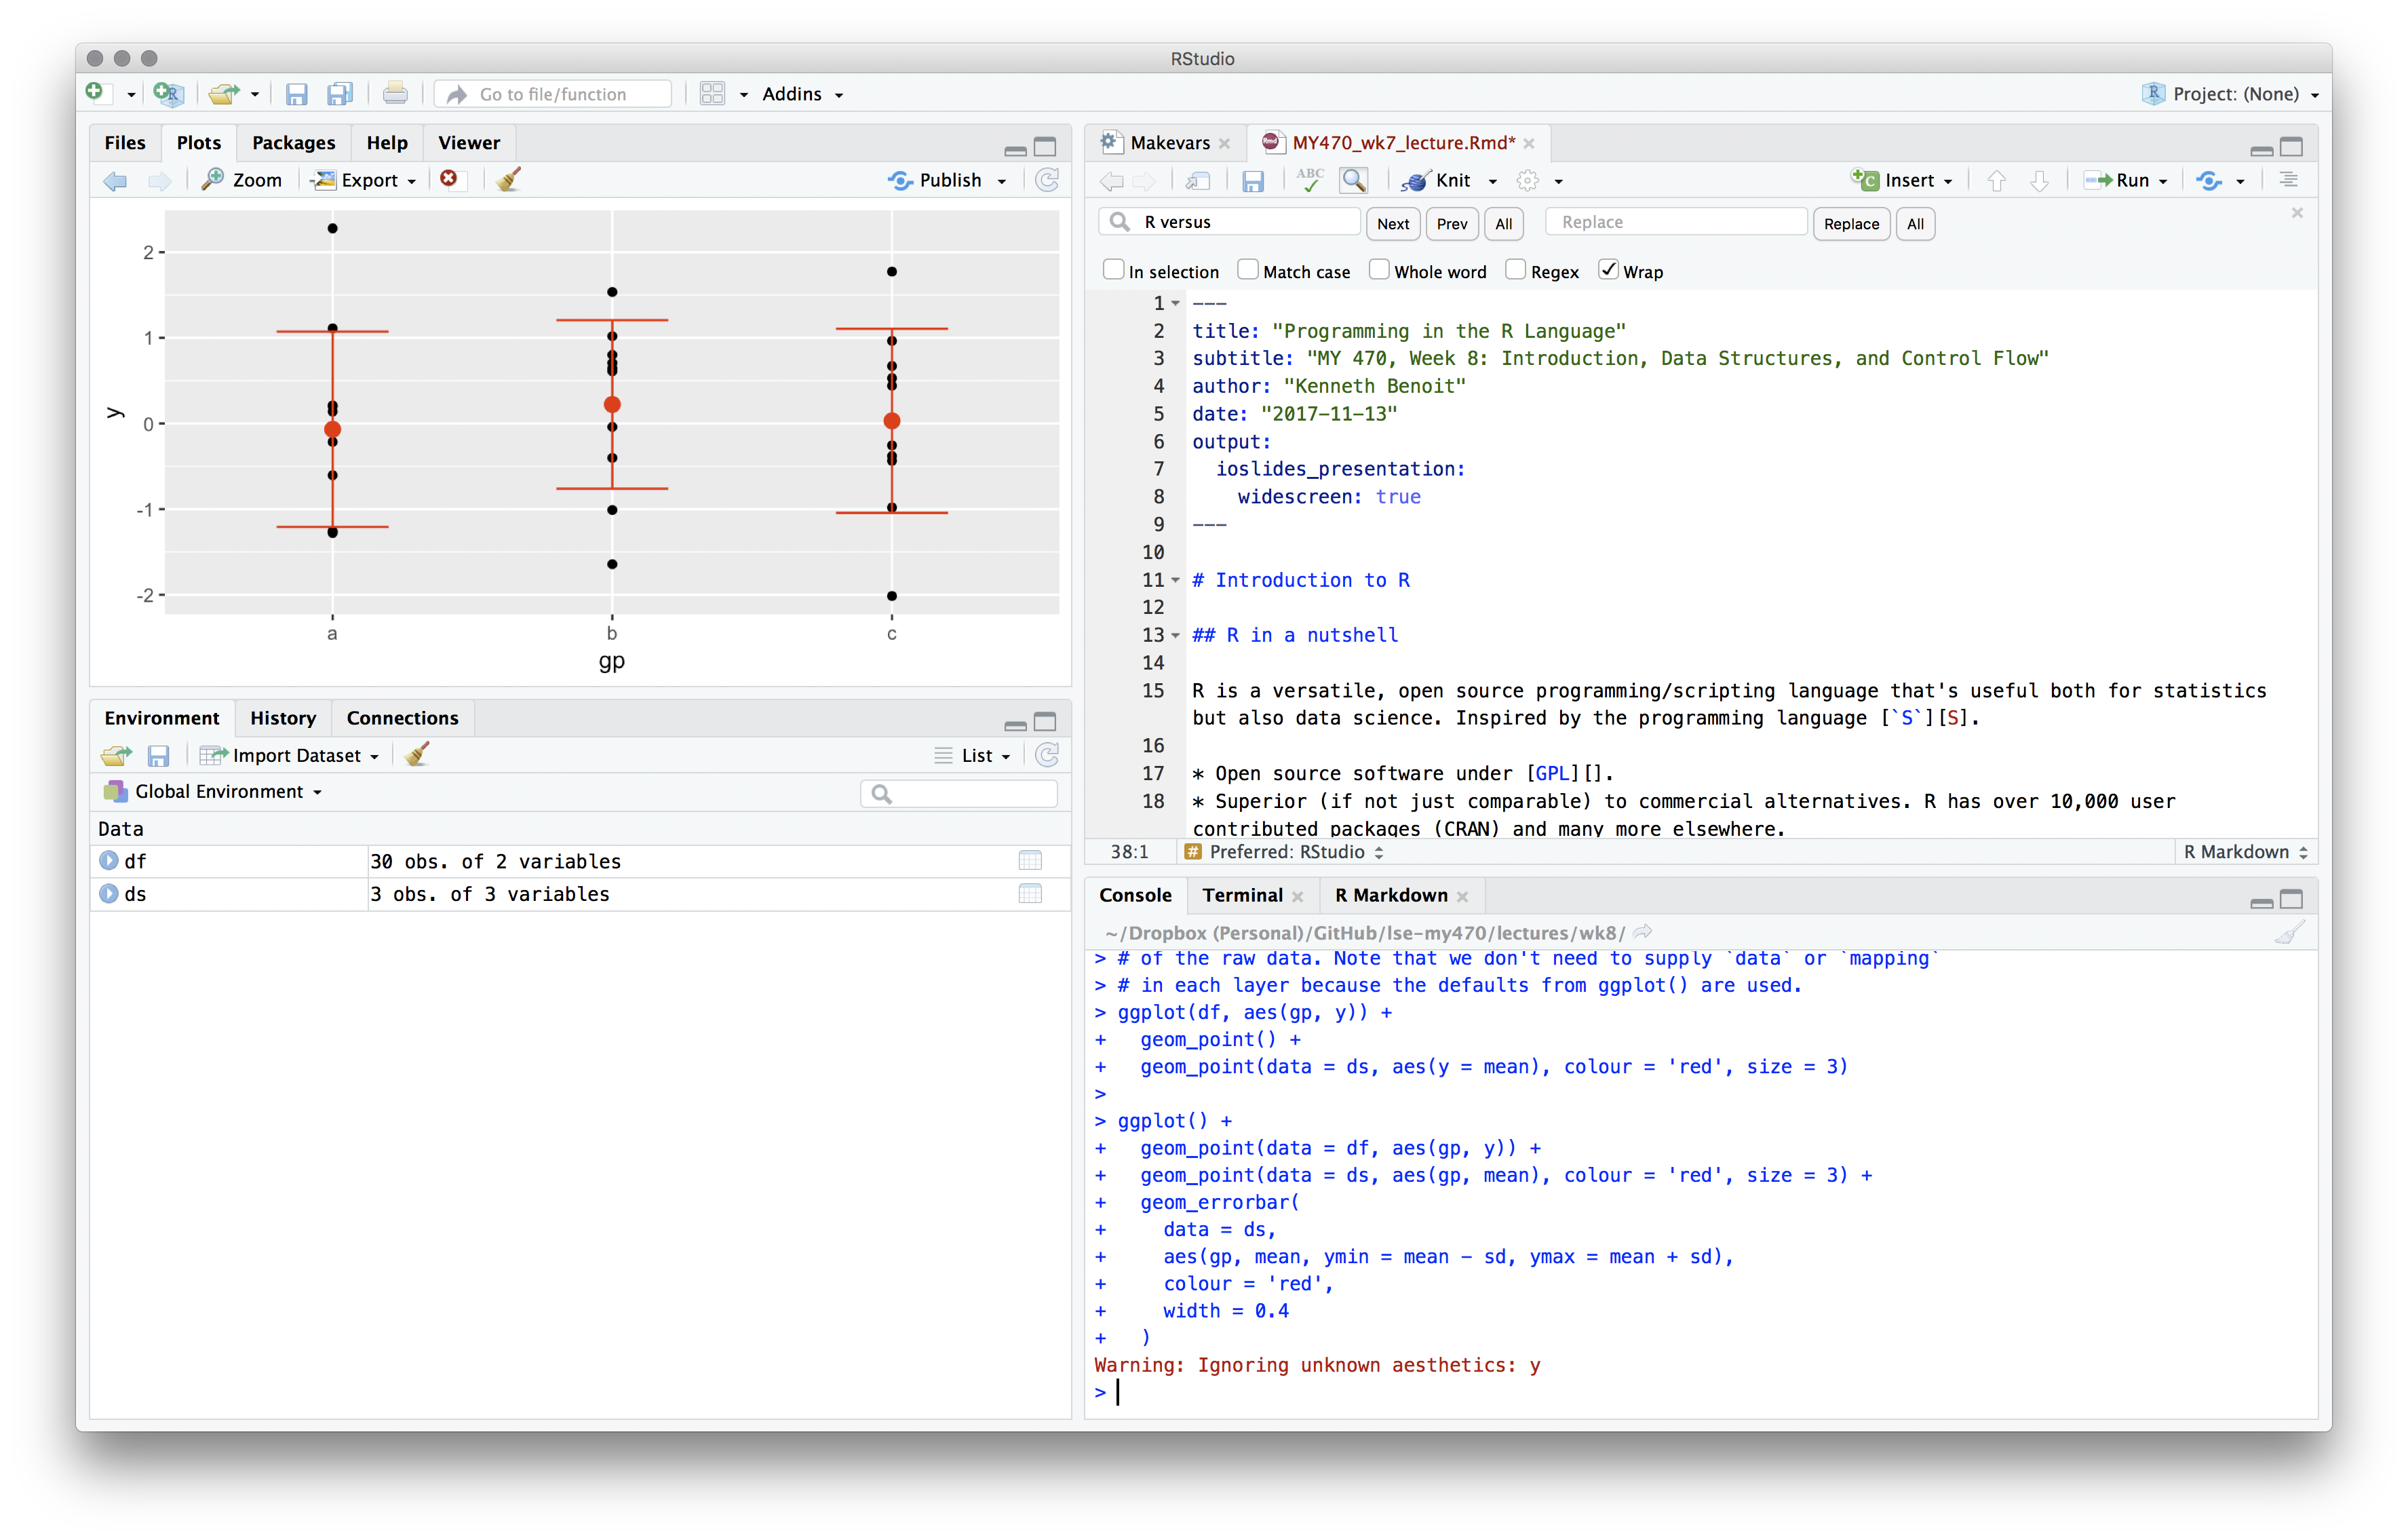 RStudio
Go to file/function
Addins
Project: (None)
Files Plots Packages Help Viewer
Zoom Export Publish
2
1
0
-1
-2
y
a b c
gp
Environment History Connections
Import Dataset List
Global Environment
Data
df 30 obs. of 2 variables
ds 3 obs. of 3 variables
Makevars MY470_wk7_lecture.Rmd*
ABC Knit Insert Run
R versus Next Prev All Replace Replace All
In selection Match case Whole word Regex Wrap
1 ---
2 title: "Programming in the R Language"
3 subtitle: "MY 470, Week 8: Introduction, Data Structures, and Control Flow"
4 author: "Kenneth Benoit"
5 date: "2017-11-13"
6 output:
7 ioslides_presentation:
8 widescreen: true
9 ---
10
11 # Introduction to R
12
13 ## R in a nutshell
14
15 R is a versatile, open source programming/scripting language that's useful both for statistics
but also data science. Inspired by the programming language [`S`][S].
16
17 * Open source software under [GPL][].
18 * Superior (if not just comparable) to commercial alternatives. R has over 10,000 user
contributed packages (CRAN) and many more elsewhere.
38:1 # Preferred: RStudio R Markdown
Console Terminal R Markdown
~/Dropbox (Personal)/GitHub/lse-my470/lectures/wk8/
> # of the raw data. Note that we don't need to supply `data` or `mapping`
> # in each layer because the defaults from ggplot() are used.
> ggplot(df, aes(gp, y)) +
+   geom_point() +
+   geom_point(data = ds, aes(y = mean), colour = 'red', size = 3)
>
> ggplot() +
+   geom_point(data = df, aes(gp, y)) +
+   geom_point(data = ds, aes(gp, mean), colour = 'red', size = 3) +
+   geom_errorbar(
+     data = ds,
+     aes(gp, mean, ymin = mean - sd, ymax = mean + sd),
+     colour = 'red',
+     width = 0.4
+   )
Warning: Ignoring unknown aesthetics: y
>